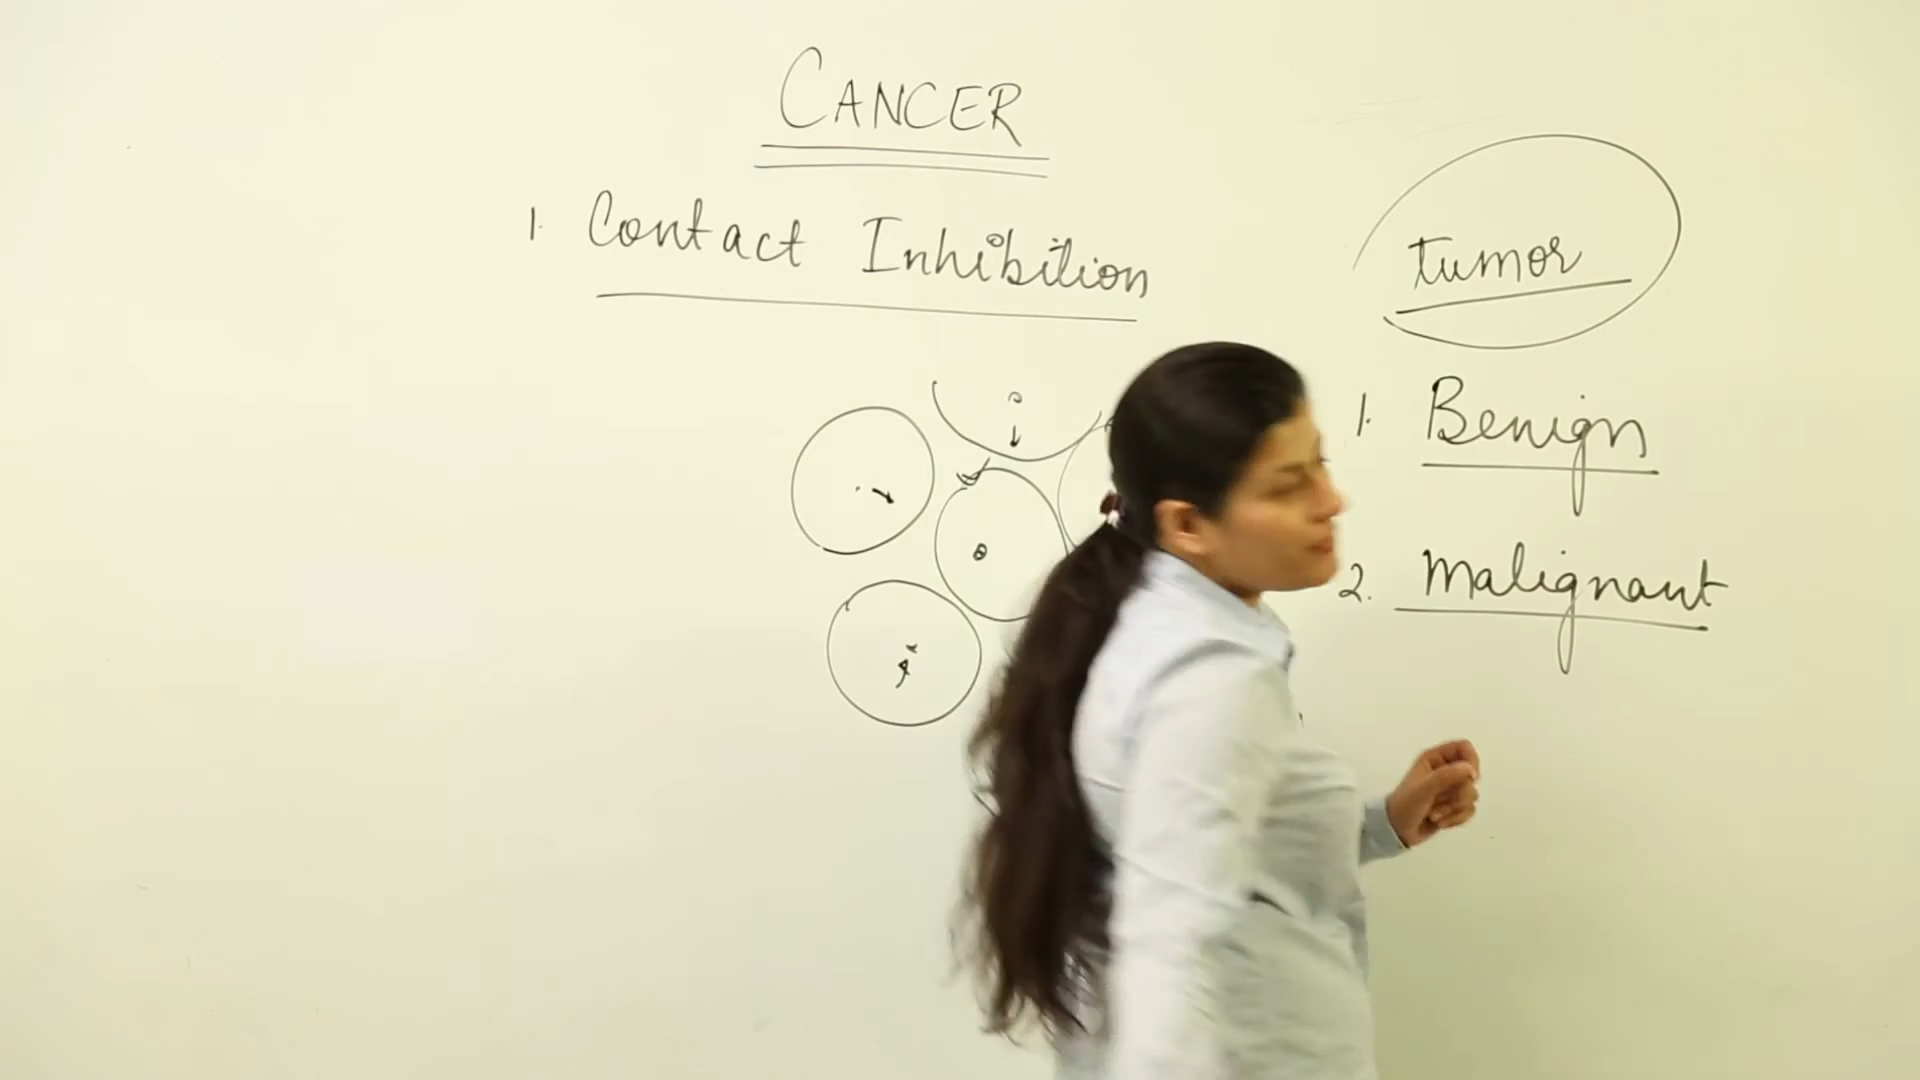 CANCER
1. Contact Inhibition
tumor
1. Benign
2. Malignant